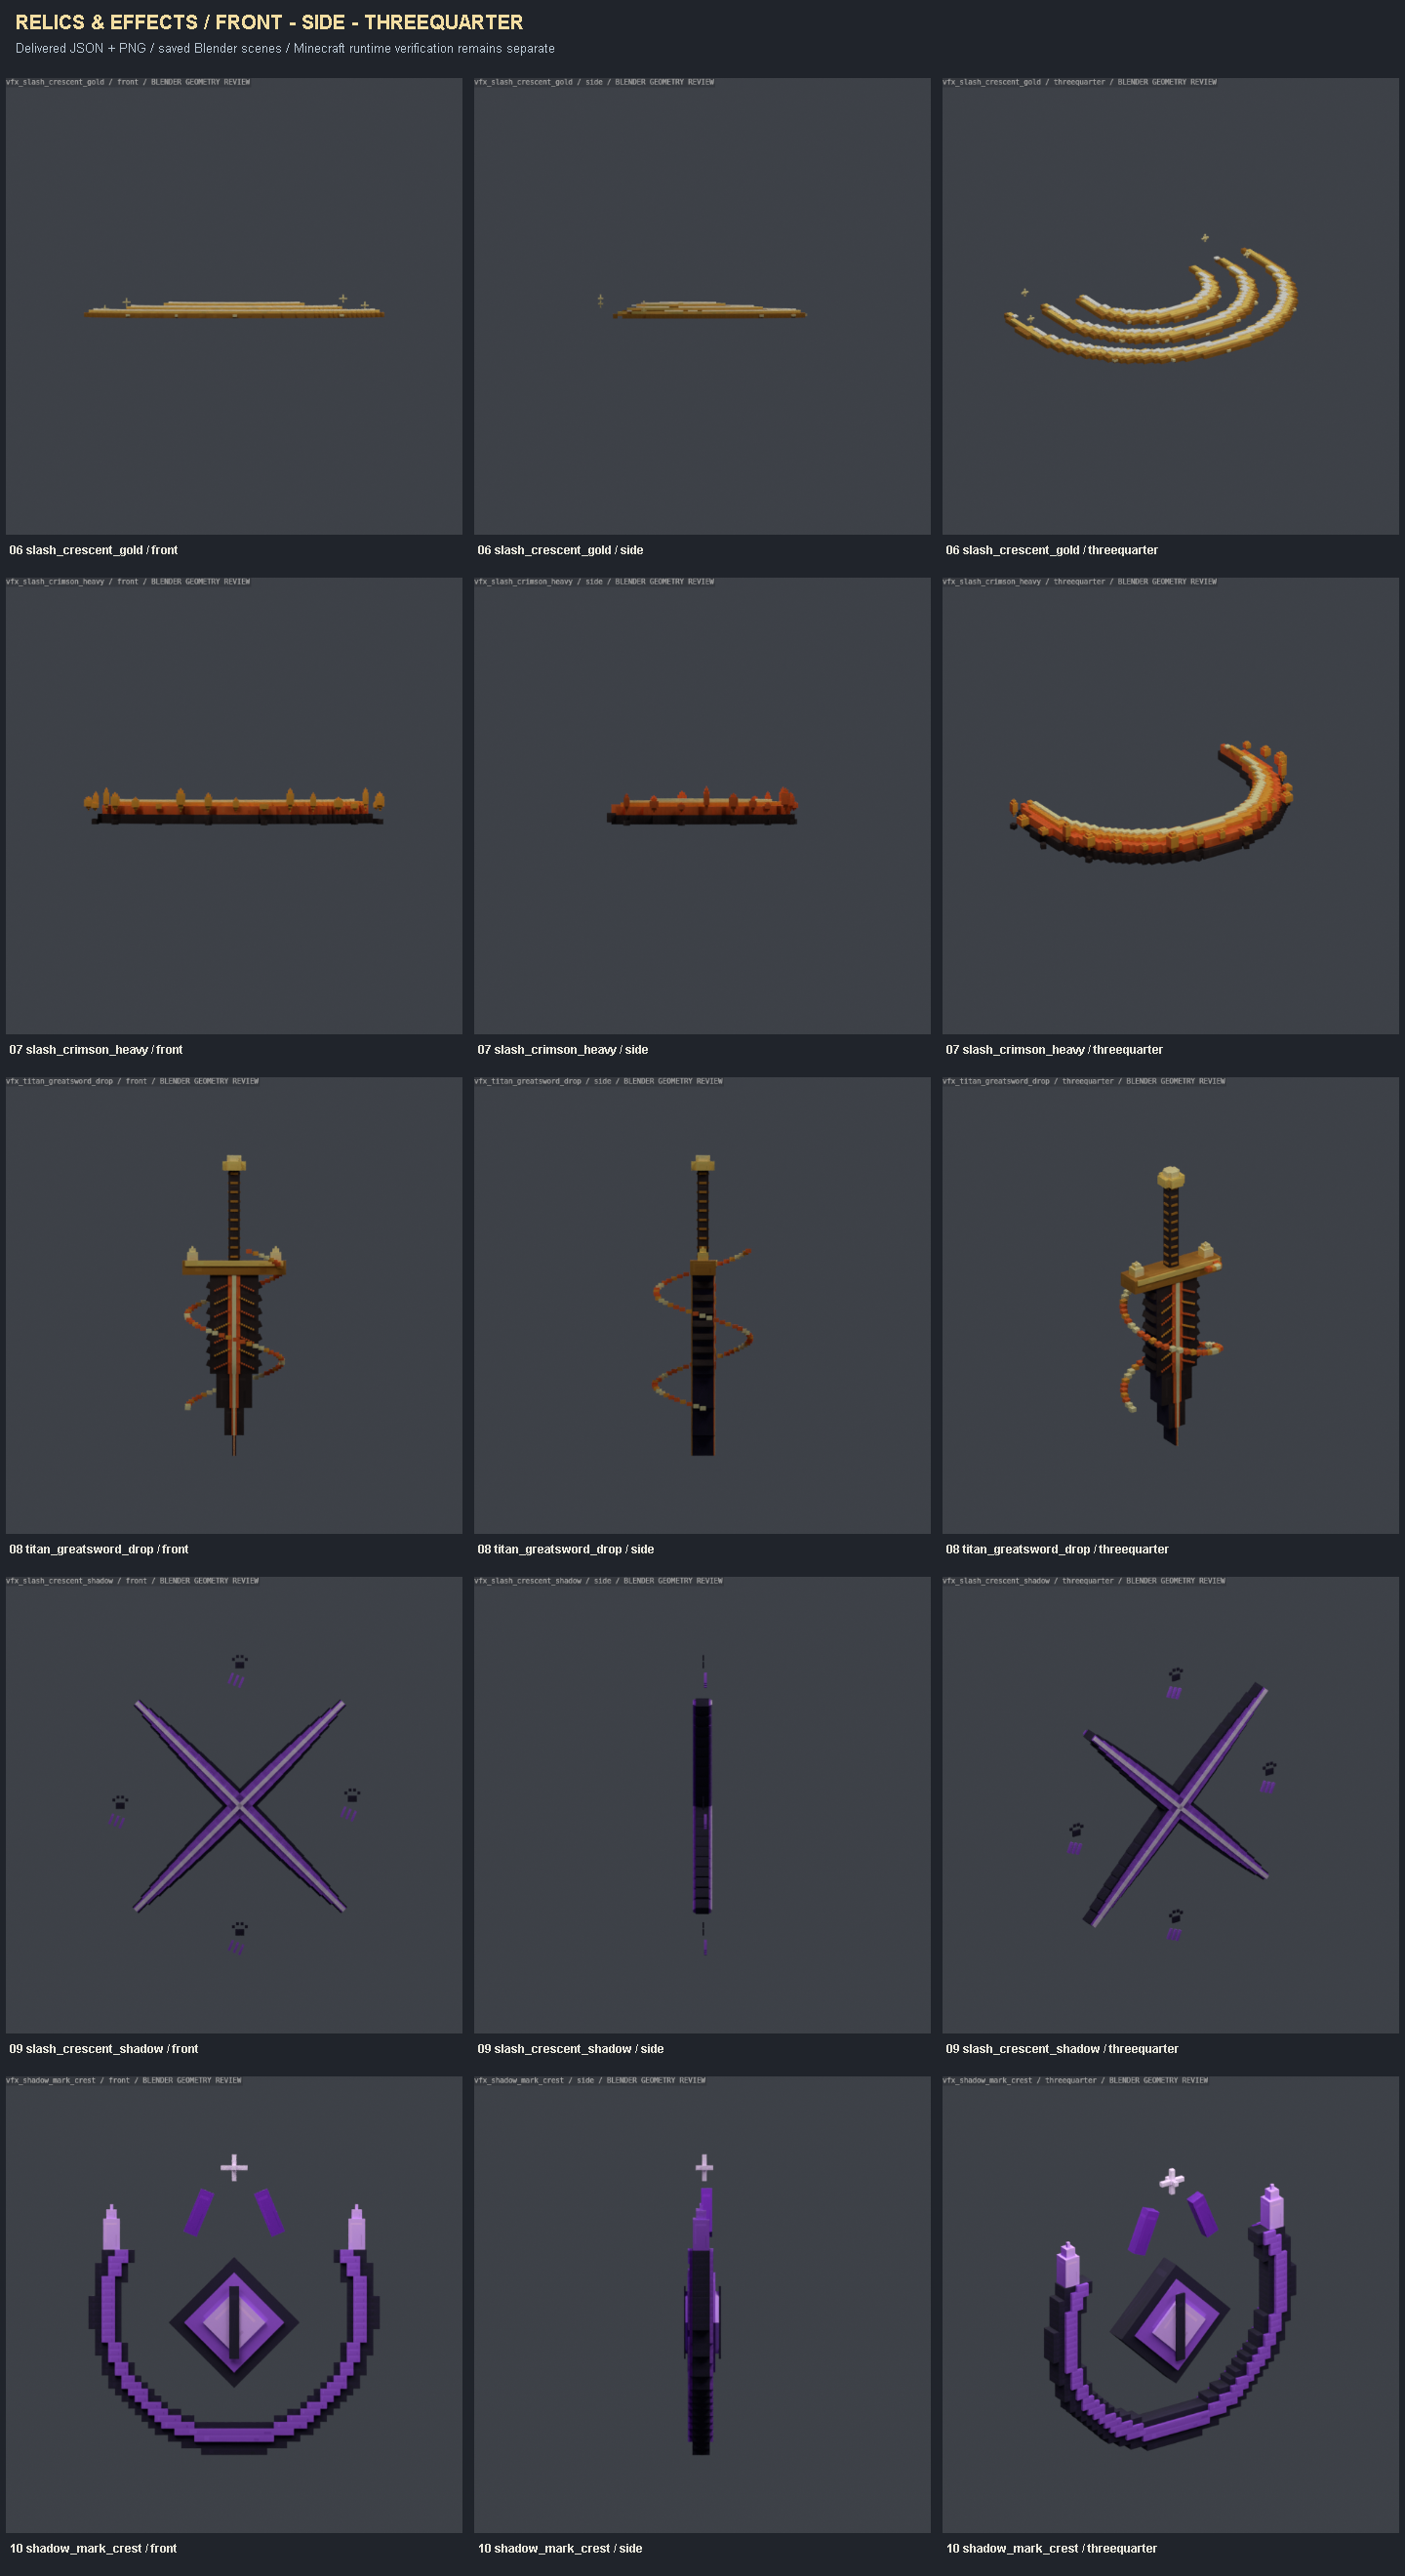 RELICS & EFFECTS / FRONT - SIDE - THREEQUARTER
Delivered JSON + PNG / saved Blender scenes / Minecraft runtime verification remains separate
vfx_slash_crescent_gold / front / BLENDER GEOMETRY REVIEW
vfx_slash_crescent_gold / side / BLENDER GEOMETRY REVIEW
vfx_slash_crescent_gold / threequarter / BLENDER GEOMETRY REVIEW
06 slash_crescent_gold / front
06 slash_crescent_gold / side
06 slash_crescent_gold / threequarter
vfx_slash_crimson_heavy / front / BLENDER GEOMETRY REVIEW
vfx_slash_crimson_heavy / side / BLENDER GEOMETRY REVIEW
vfx_slash_crimson_heavy / threequarter / BLENDER GEOMETRY REVIEW
07 slash_crimson_heavy / front
07 slash_crimson_heavy / side
07 slash_crimson_heavy / threequarter
vfx_titan_greatsword_drop / front / BLENDER GEOMETRY REVIEW
vfx_titan_greatsword_drop / side / BLENDER GEOMETRY REVIEW
vfx_titan_greatsword_drop / threequarter / BLENDER GEOMETRY REVIEW
08 titan_greatsword_drop / front
08 titan_greatsword_drop / side
08 titan_greatsword_drop / threequarter
vfx_slash_crescent_shadow / front / BLENDER GEOMETRY REVIEW
vfx_slash_crescent_shadow / side / BLENDER GEOMETRY REVIEW
vfx_slash_crescent_shadow / threequarter / BLENDER GEOMETRY REVIEW
09 slash_crescent_shadow / front
09 slash_crescent_shadow / side
09 slash_crescent_shadow / threequarter
vfx_shadow_mark_crest / front / BLENDER GEOMETRY REVIEW
vfx_shadow_mark_crest / side / BLENDER GEOMETRY REVIEW
vfx_shadow_mark_crest / threequarter / BLENDER GEOMETRY REVIEW
10 shadow_mark_crest / front
10 shadow_mark_crest / side
10 shadow_mark_crest / threequarter